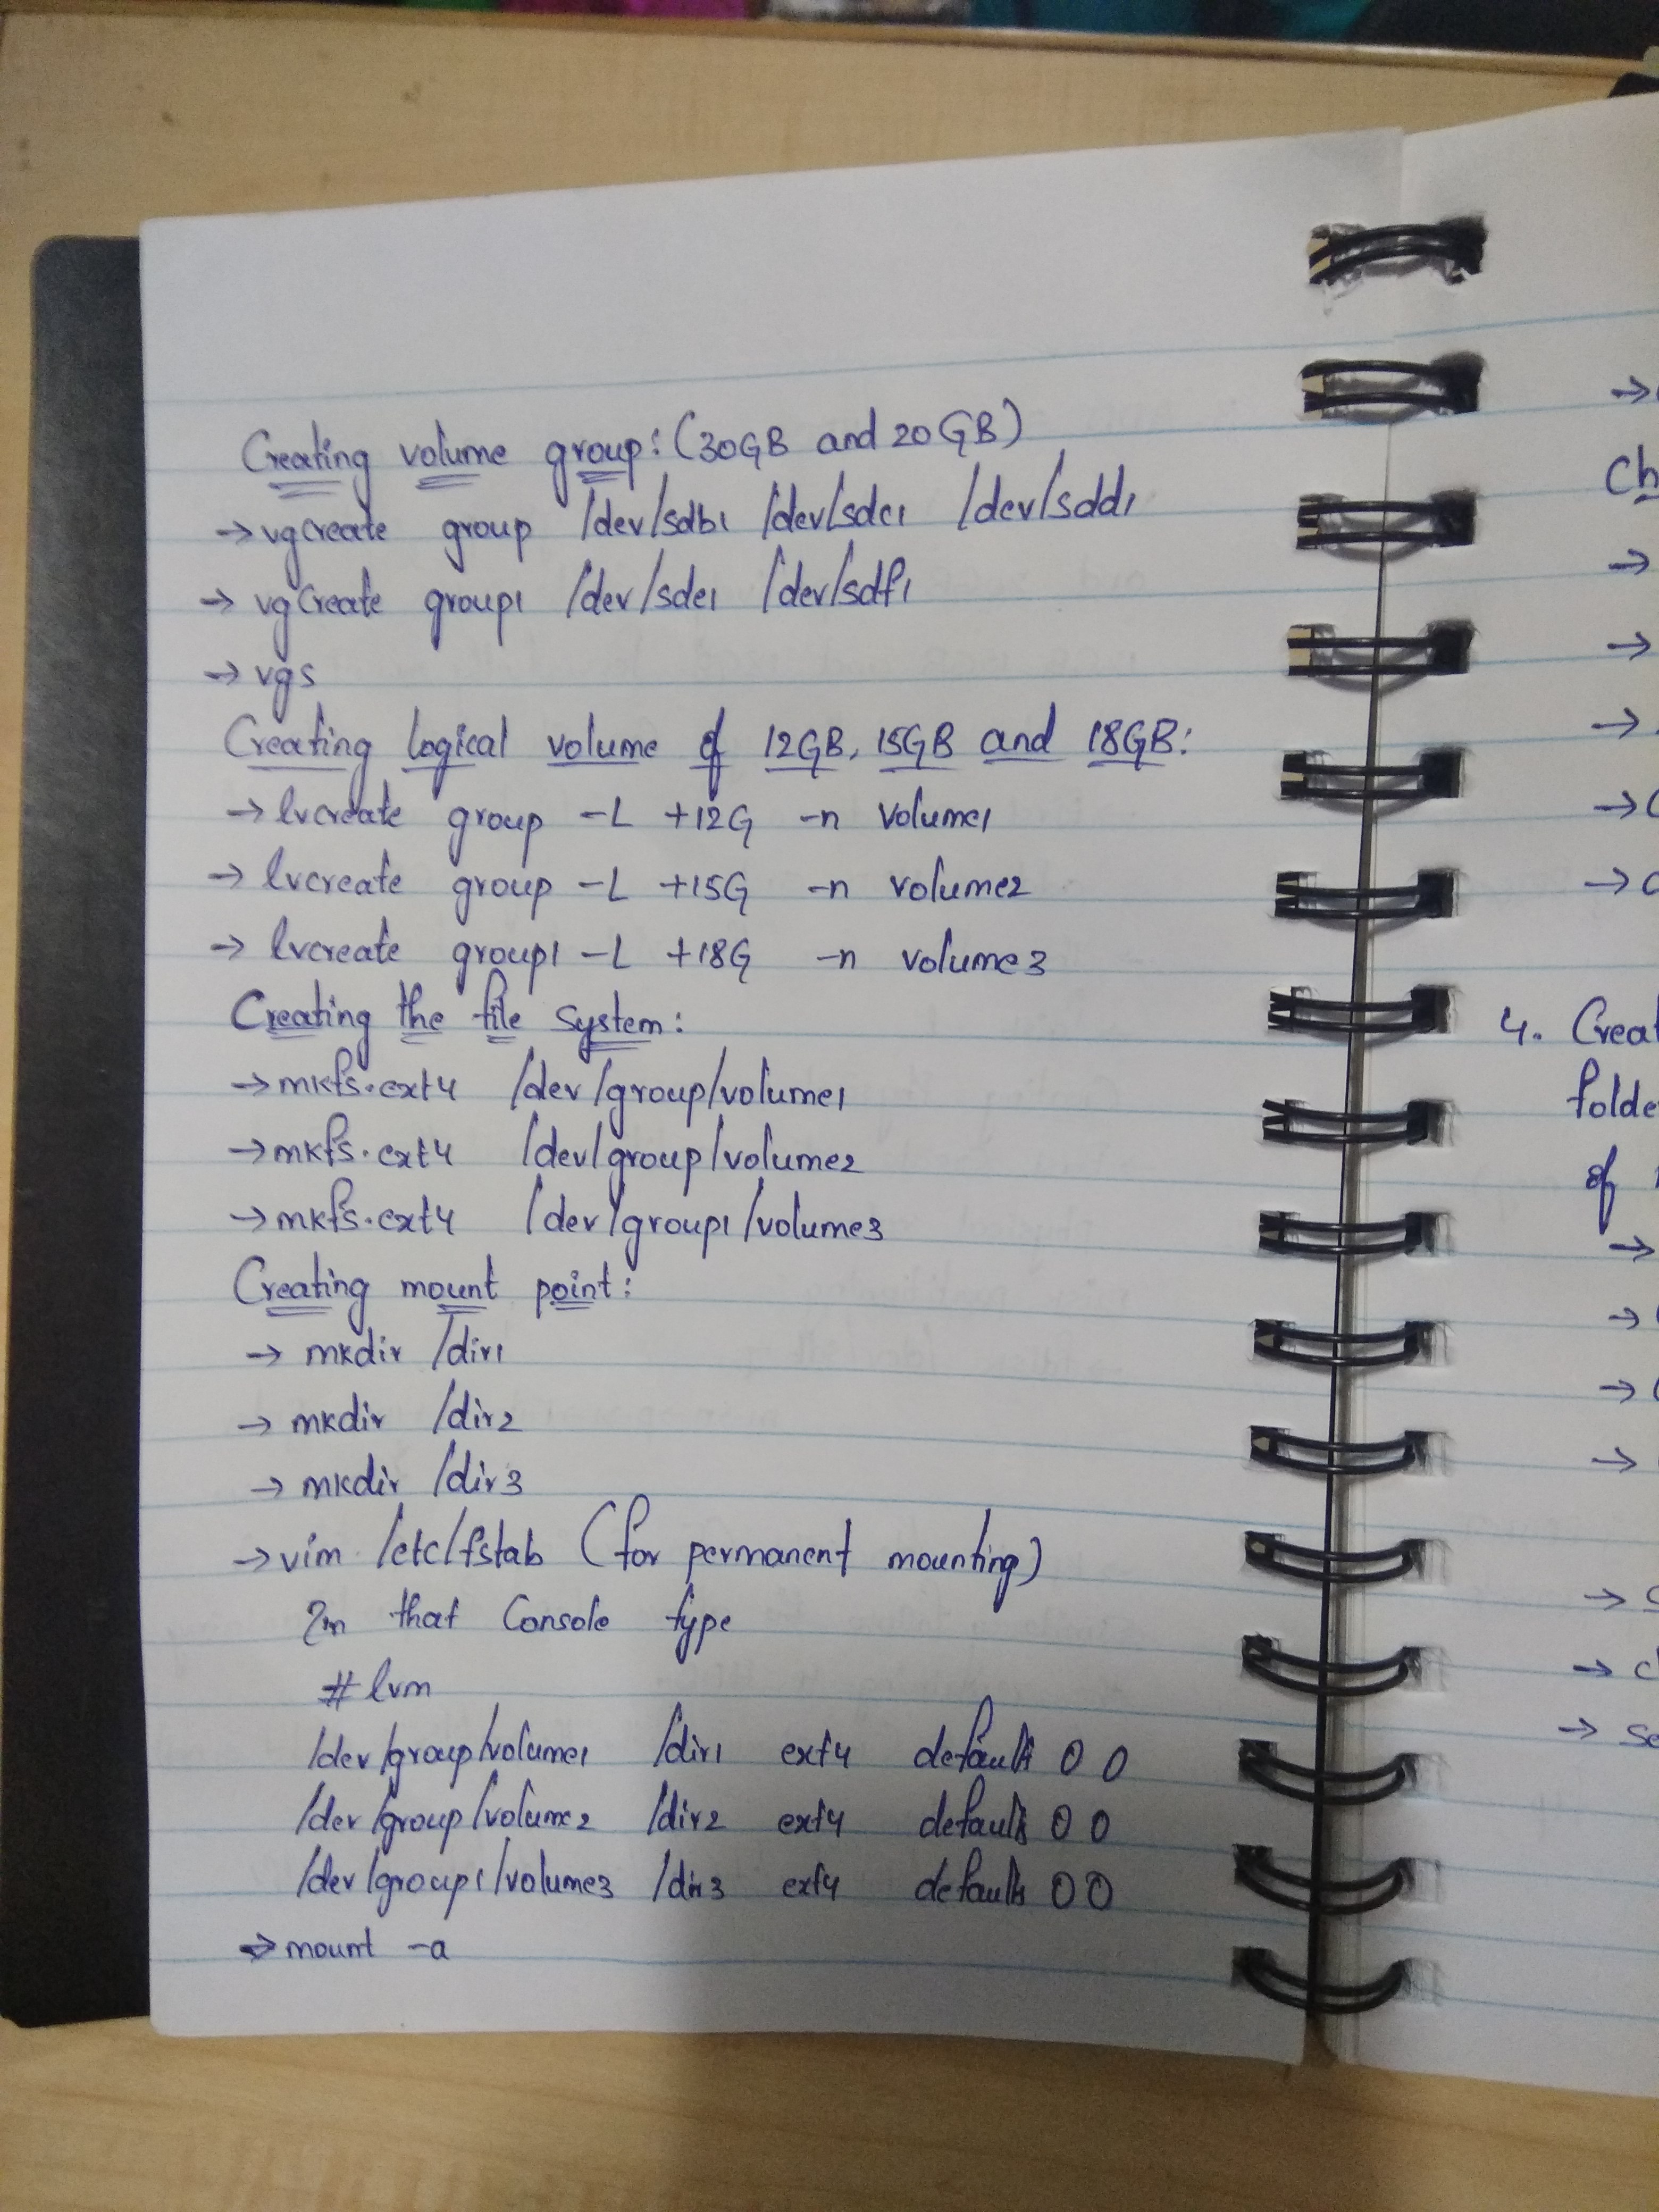 Creating volume group: (30GB and 20GB)
→ vgcreate group /dev/sdb1 /dev/sdc1 /dev/sdd1
→ vgcreate group1 /dev/sde1 /dev/sdf1
→ vgs
Creating logical volume of 12GB, 15GB and 18GB:
→ lvcreate group -L +12G -n volume1
→ lvcreate group -L +15G -n volume2
→ lvcreate group1 -L +18G -n volume3
Creating the file system:
→ mkfs.ext4 /dev/group/volume1
→ mkfs.ext4 /dev/group/volume2
→ mkfs.ext4 /dev/group1/volume3
Creating mount point:
→ mkdir /dir1
→ mkdir /dir2
→ mkdir /dir3
→ vim /etc/fstab (for permanent mounting)
In that Console type
#lvm
/dev/group/volume1 /dir1 ext4 defaults 0 0
/dev/group/volume2 /dir2 ext4 defaults 0 0
/dev/group1/volume3 /dir3 ext4 defaults 0 0
→ mount -a
4.
of